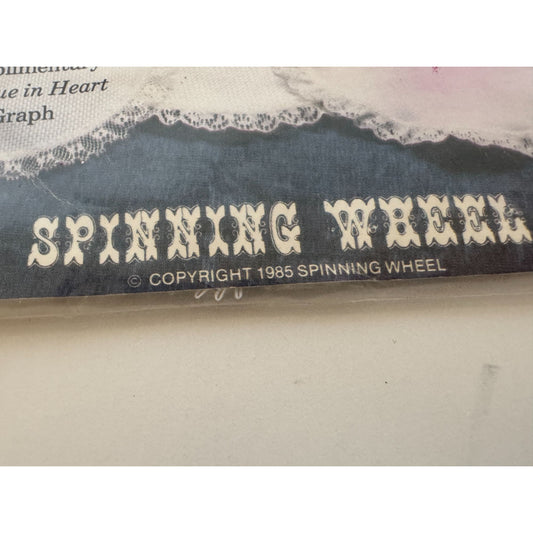 ue in Heart
Graph
SPINNING WHEEL
© COPYRIGHT 1985 SPINNING WHEEL